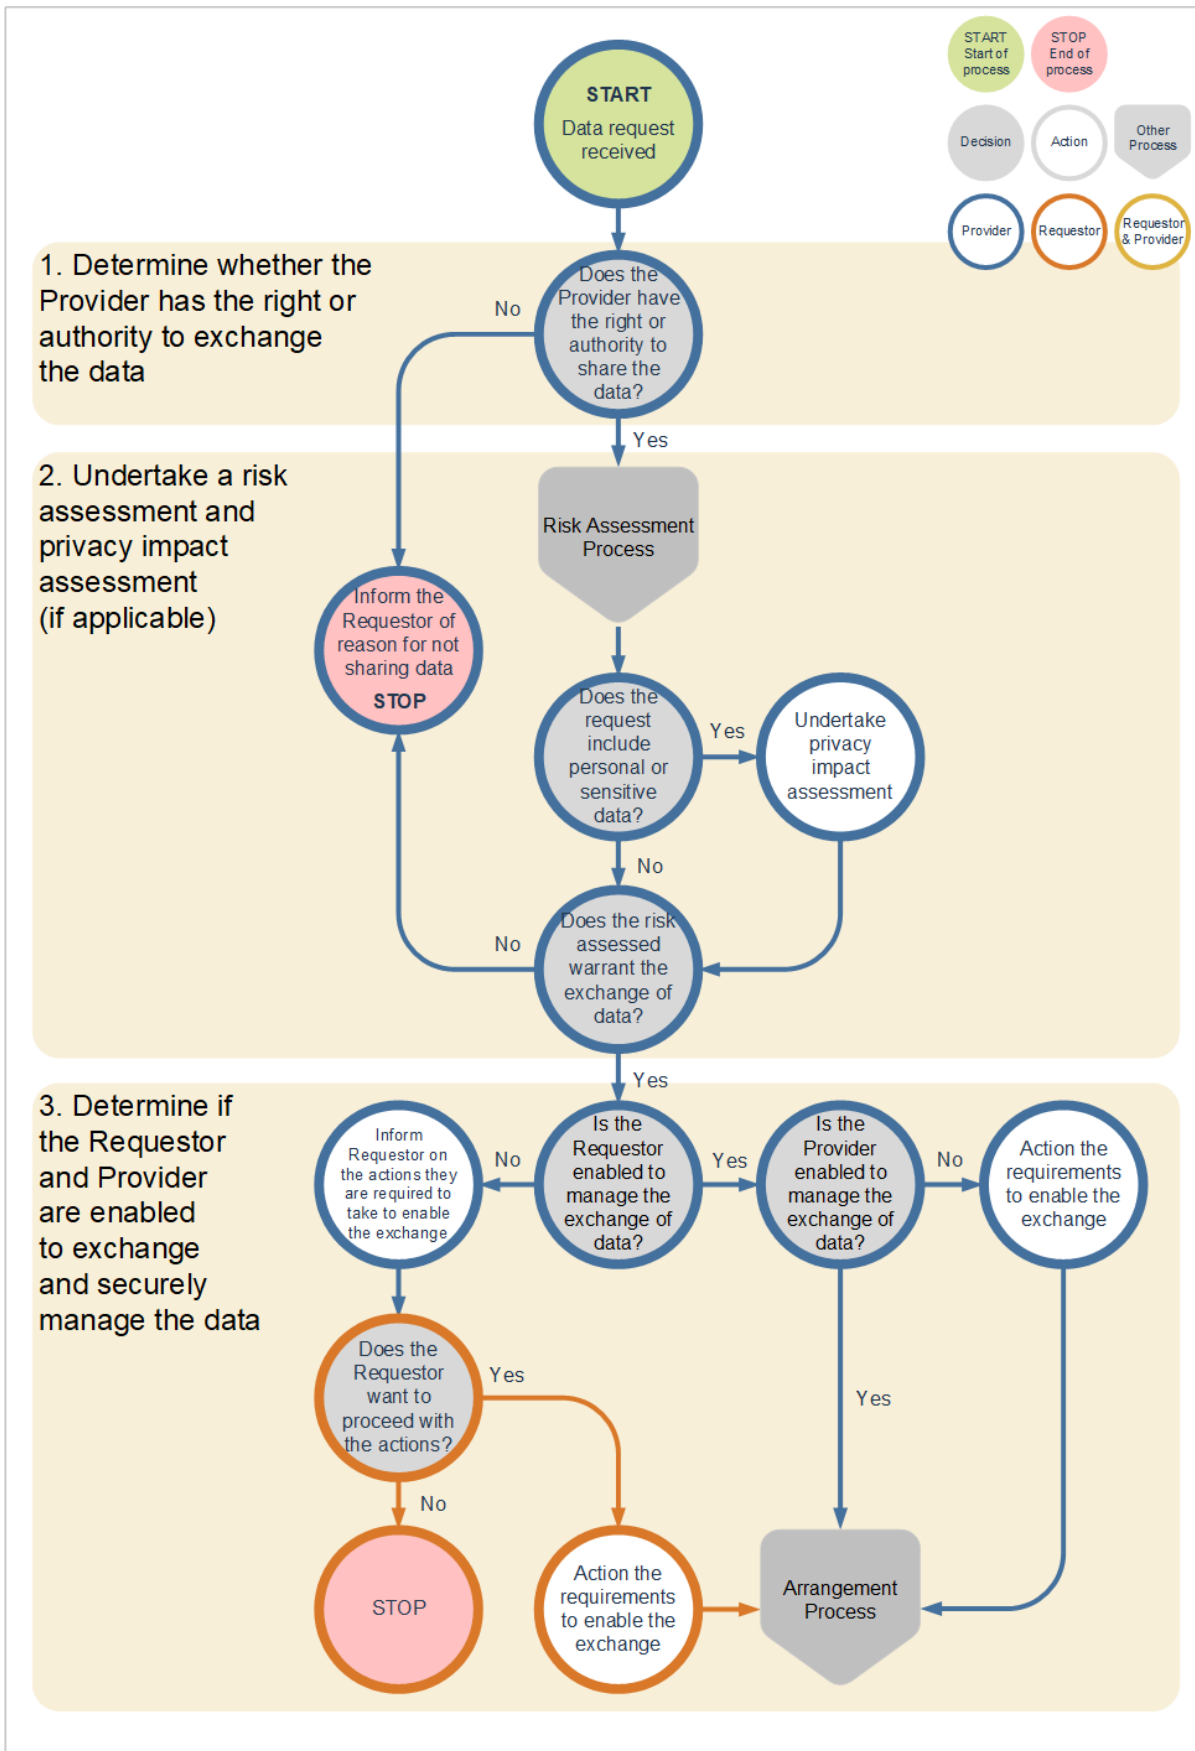 START
Start of
process
STOP
End of
process
START
Data request
received
Decision
Action
Other
Process
Provider
Requestor
Requestor
& Provider
1. Determine whether the
Provider has the right or
authority to exchange
the data
No
Does the
Provider have
the right or
authority to
share the
data?
Yes
2. Undertake a risk
assessment and
privacy impact
assessment
(if applicable)
Risk Assessment
Process
Inform the
Requestor of
reason for not
sharing data
STOP
Does the
request
include
personal or
sensitive
data?
Yes
Undertake
privacy
impact
assessment
No
No
Does the risk
assessed
warrant the
exchange of
data?
Yes
3. Determine if
the Requestor
and Provider
are enabled
to exchange
and securely
manage the data
Inform
Requestor on
the actions they
are required to
take to enable
the exchange
No
Is the
Requestor
enabled to
manage the
exchange of
data?
Yes
Is the
Provider
enabled to
manage the
exchange of
data?
No
Action the
requirements
to enable the
exchange
Does the
Requestor
want to
proceed with
the actions?
Yes
Yes
No
STOP
Action the
requirements
to enable the
exchange
Arrangement
Process